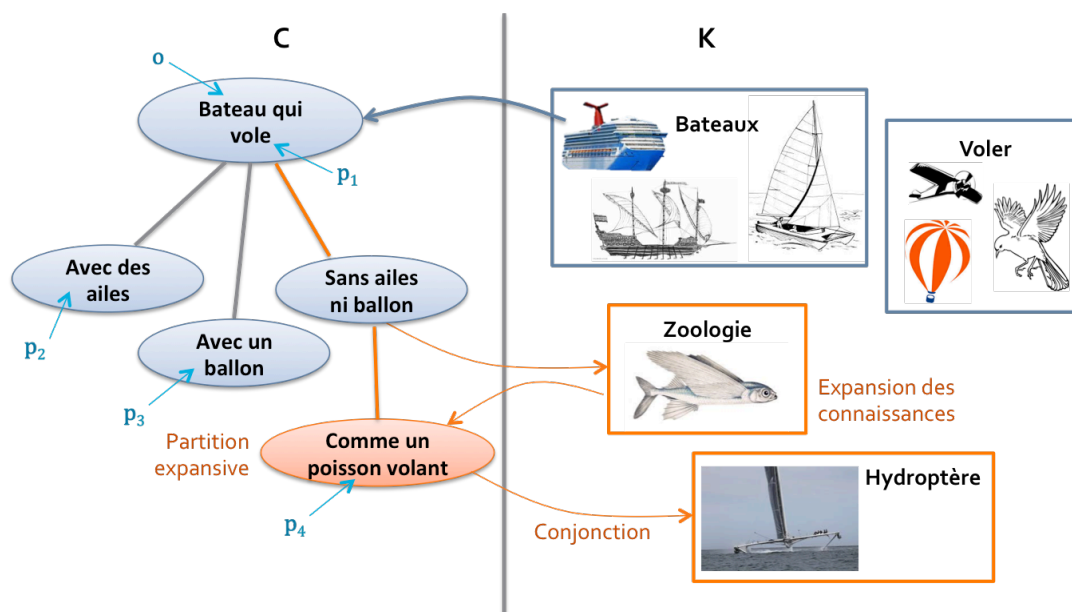 C
K
o
Bateau qui
vole
p1
Bateaux
Voler
Avec des
ailes
p2
Sans ailes
ni ballon
Avec un
ballon
p3
Zoologie
Expansion des
connaissances
Partition
expansive
Comme un
poisson volant
p4
Conjonction
Hydroptère